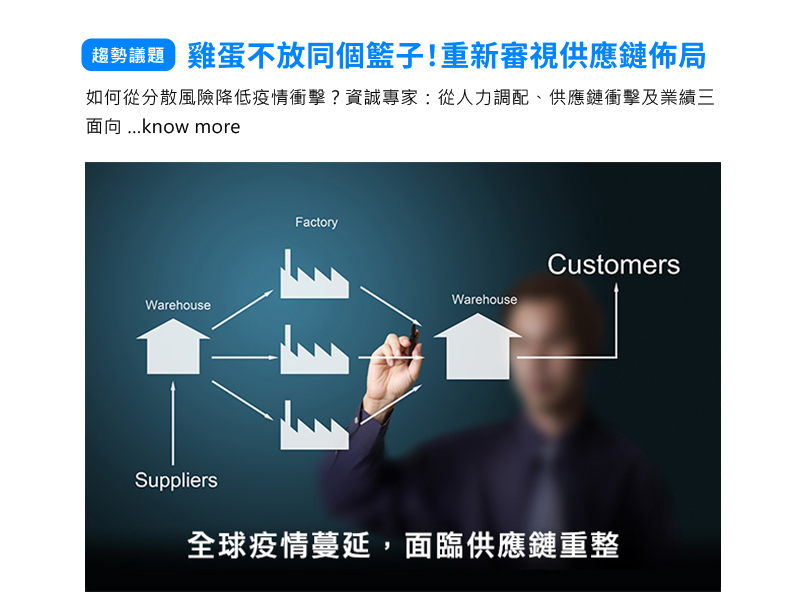 趨勢議題 雞蛋不放同個籃子!重新審視供應鏈佈局
如何從分散風險降低疫情衝擊？資誠專家：從人力調配、供應鏈衝擊及業績三
面向 ...know more
Factory
Customers
Warehouse
Warehouse
Suppliers
全球疫情蔓延，面臨供應鏈重整